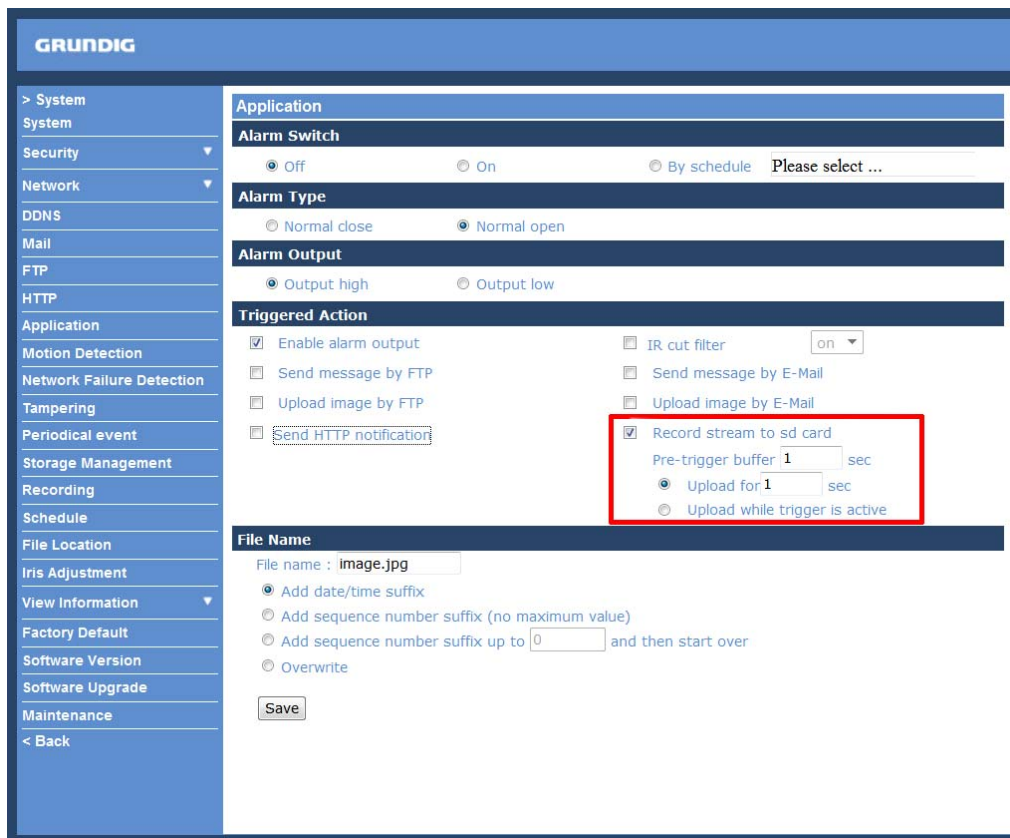 GRUNDIG
> System
System
Security
Network
DDNS
Mail
FTP
HTTP
Application
Motion Detection
Network Failure Detection
Tampering
Periodical event
Storage Management
Recording
Schedule
File Location
Iris Adjustment
View Information
Factory Default
Software Version
Software Upgrade
Maintenance
< Back
Application
Alarm Switch
Off On By schedule Please select ...
Alarm Type
Normal close Normal open
Alarm Output
Output high Output low
Triggered Action
Enable alarm output IR cut filter on
Send message by FTP Send message by E-Mail
Upload image by FTP Upload image by E-Mail
Send HTTP notification Record stream to sd card
Pre-trigger buffer 1 sec
Upload for 1 sec
Upload while trigger is active
File Name
File name : image.jpg
Add date/time suffix
Add sequence number suffix (no maximum value)
Add sequence number suffix up to 0 and then start over
Overwrite
Save